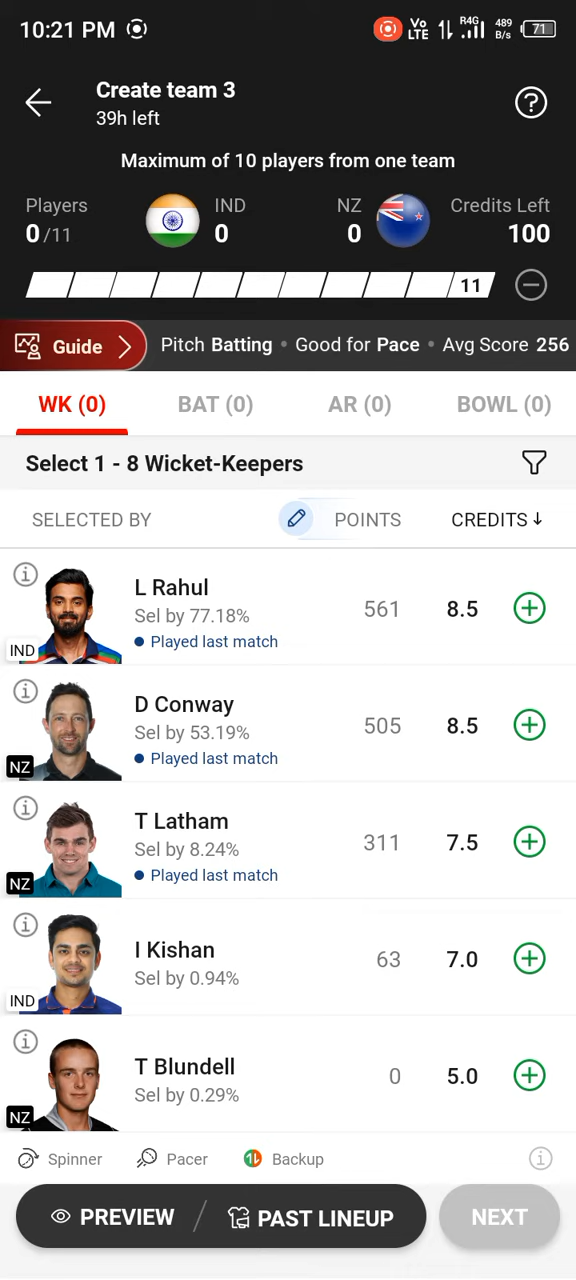 10:21 PM
Vo LTE R4G 489 B/s 71
Create team 3
39h left
Maximum of 10 players from one team
Players IND NZ Credits Left
0/11 0 0 100
11
Guide Pitch Batting • Good for Pace • Avg Score 256
WK (0) BAT (0) AR (0) BOWL (0)
Select 1 - 8 Wicket-Keepers
SELECTED BY POINTS CREDITS↓
L Rahul
Sel by 77.18% 561 8.5
Played last match
IND
D Conway
Sel by 53.19% 505 8.5
Played last match
NZ
T Latham
Sel by 8.24% 311 7.5
Played last match
NZ
I Kishan
Sel by 0.94% 63 7.0
IND
T Blundell
Sel by 0.29% 0 5.0
NZ
Spinner Pacer Backup
PREVIEW / PAST LINEUP NEXT